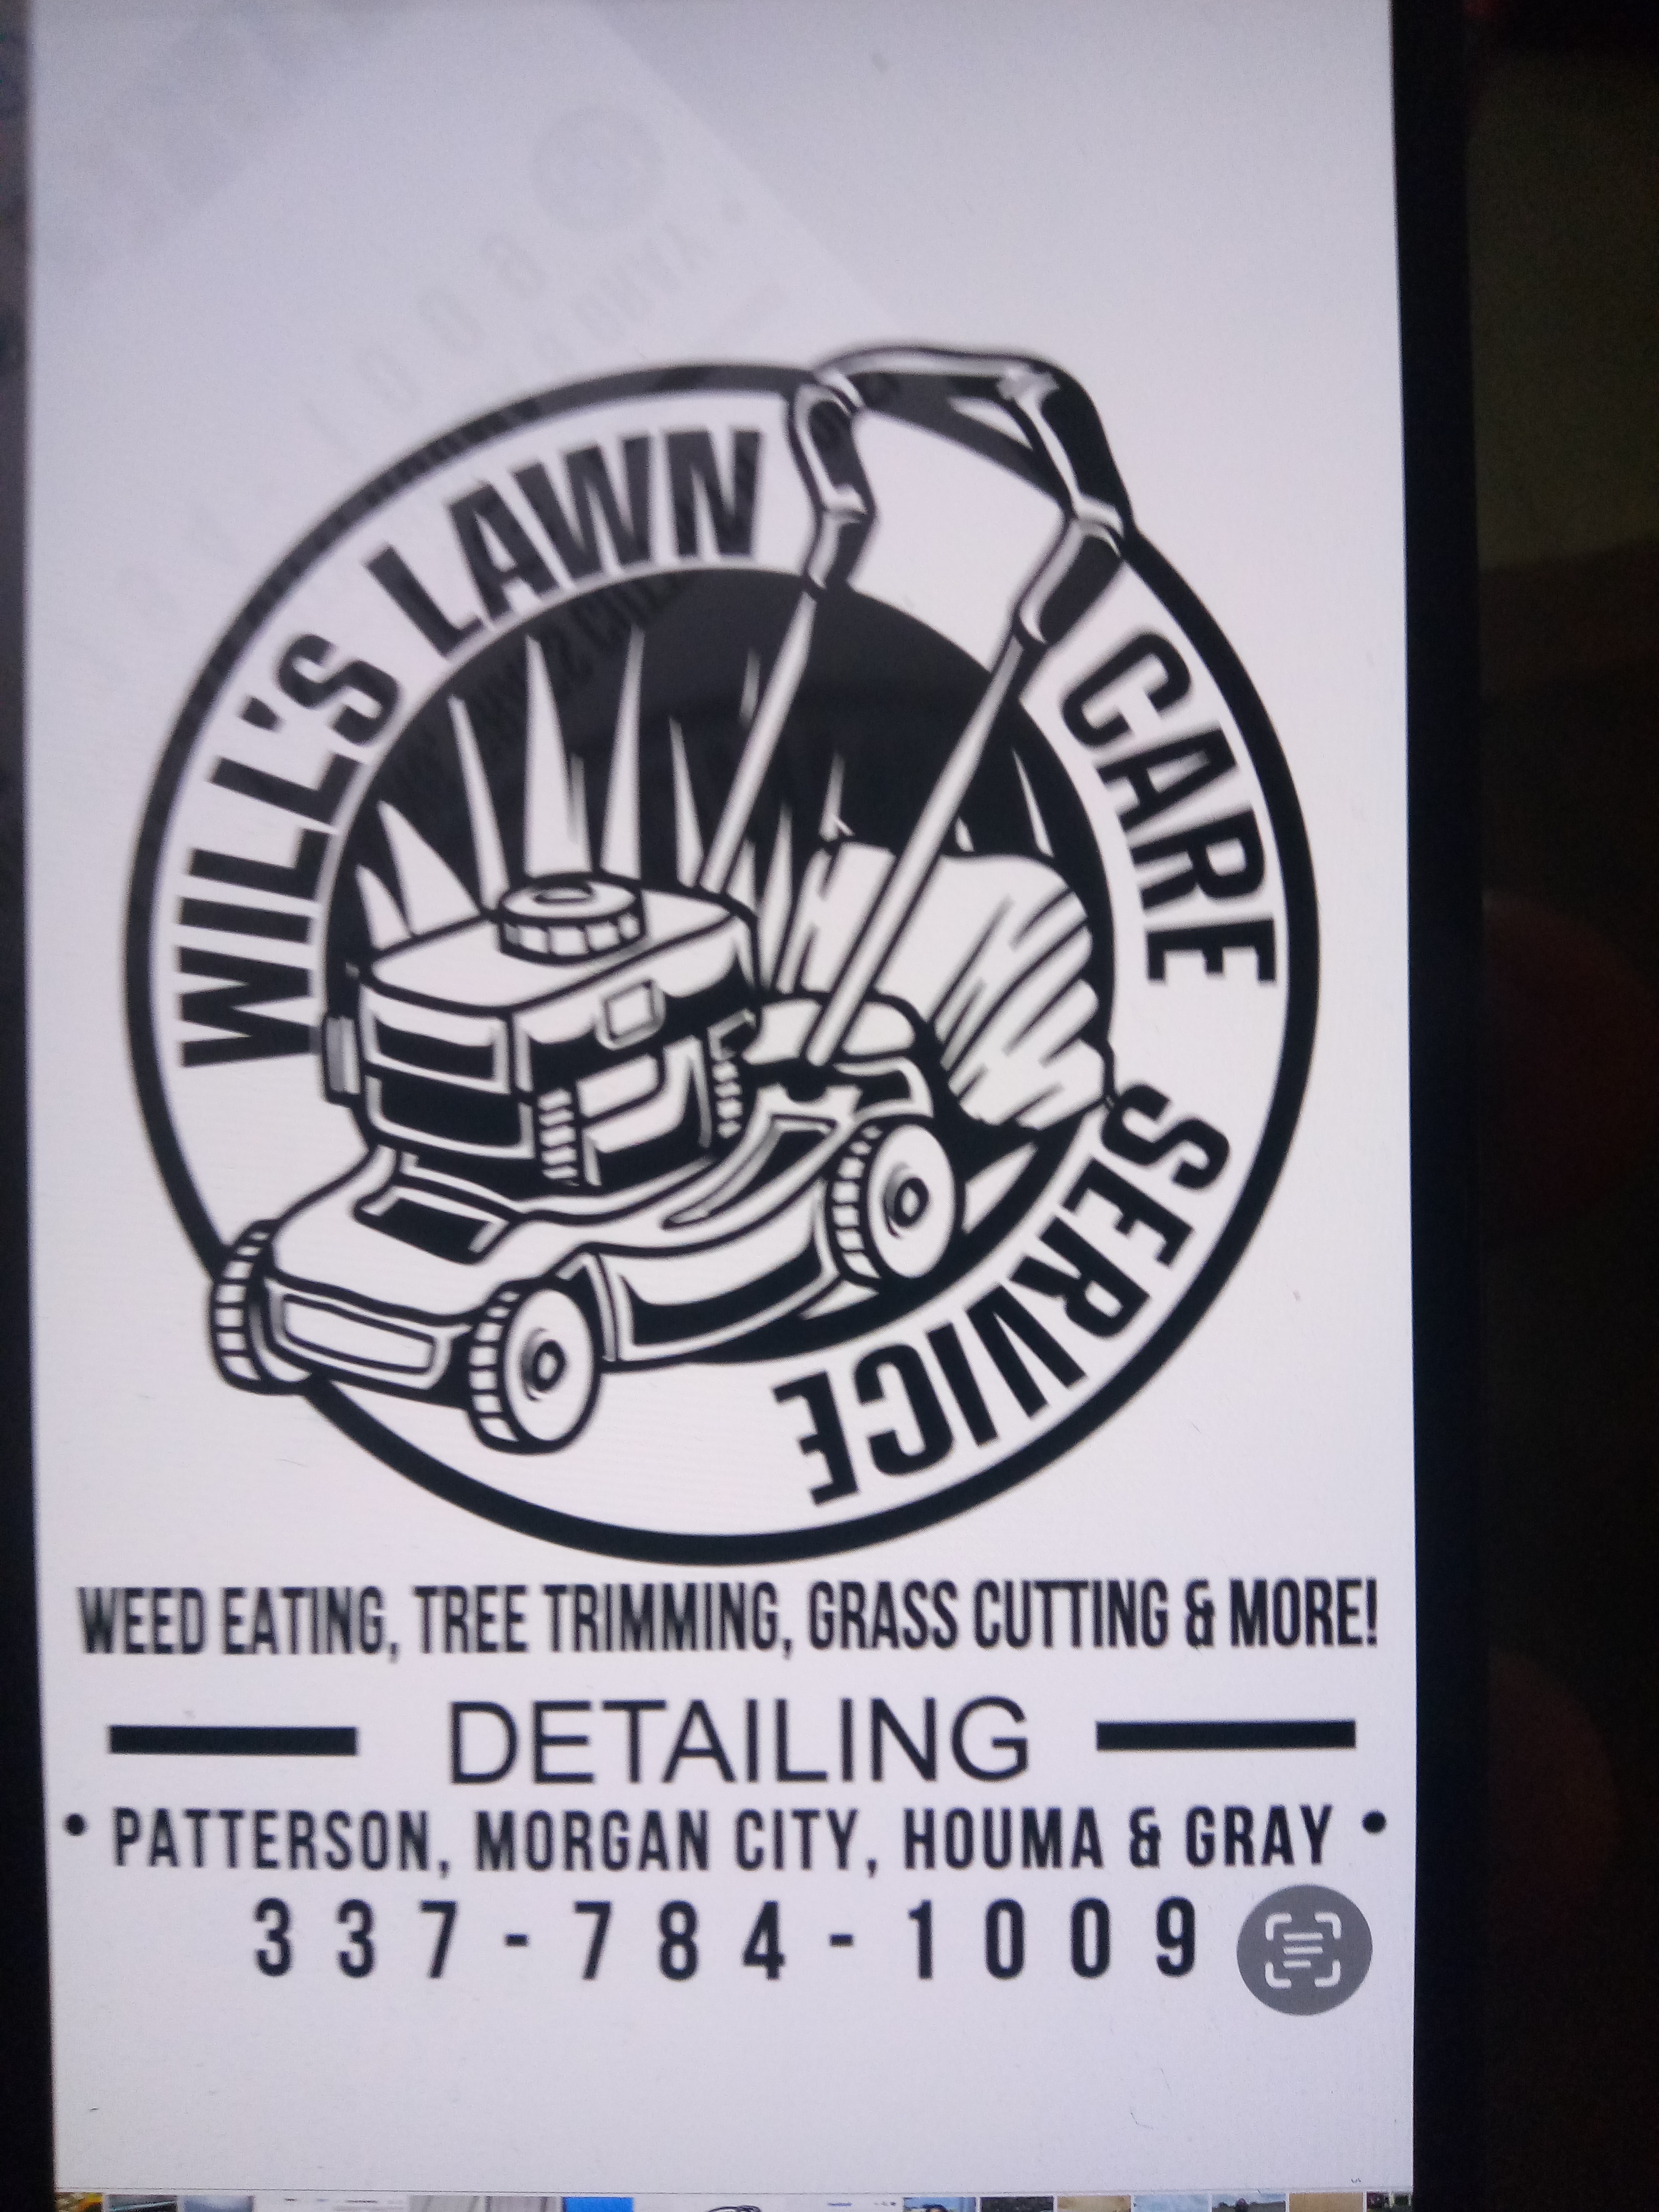 WILL'S LAWN CARE SERVICE
WEED EATING, TREE TRIMMING, GRASS CUTTING & MORE!
DETAILING
• PATTERSON, MORGAN CITY, HOUMA & GRAY •
337-784-1009